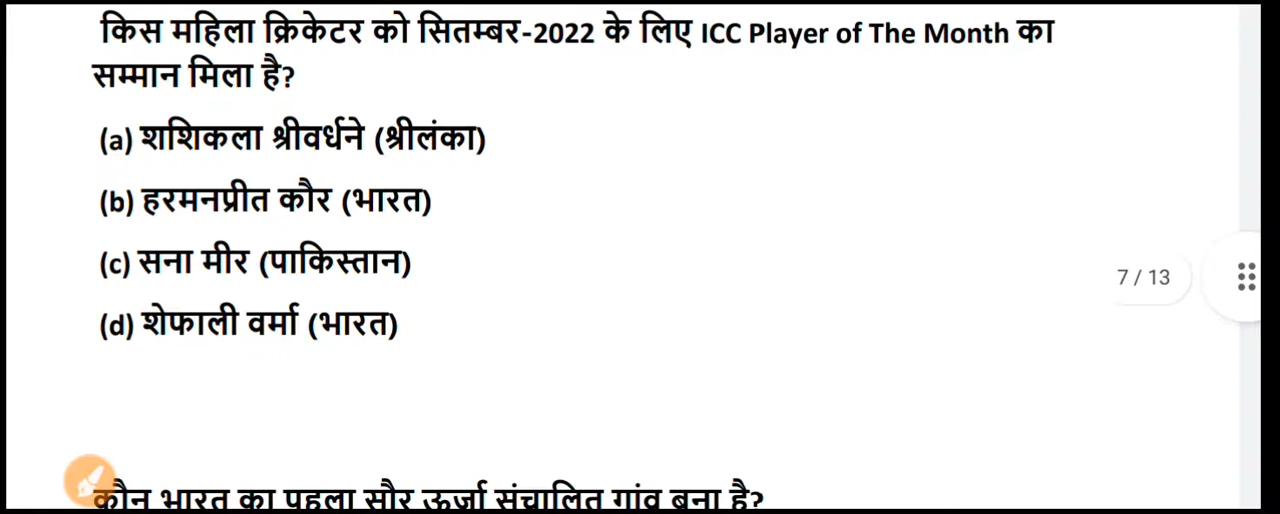 किस महिला क्रिकेटर को सितम्बर-2022 के लिए ICC Player of The Month का
सम्मान मिला है?
(a) शशिकला श्रीवर्धने (श्रीलंका)
(b) हरमनप्रीत कौर (भारत)
(c) सना मीर (पाकिस्तान)
7 / 13
(d) शेफाली वर्मा (भारत)
कौन भारत का पहला सौर ऊर्जा संचालित गांव बना है?